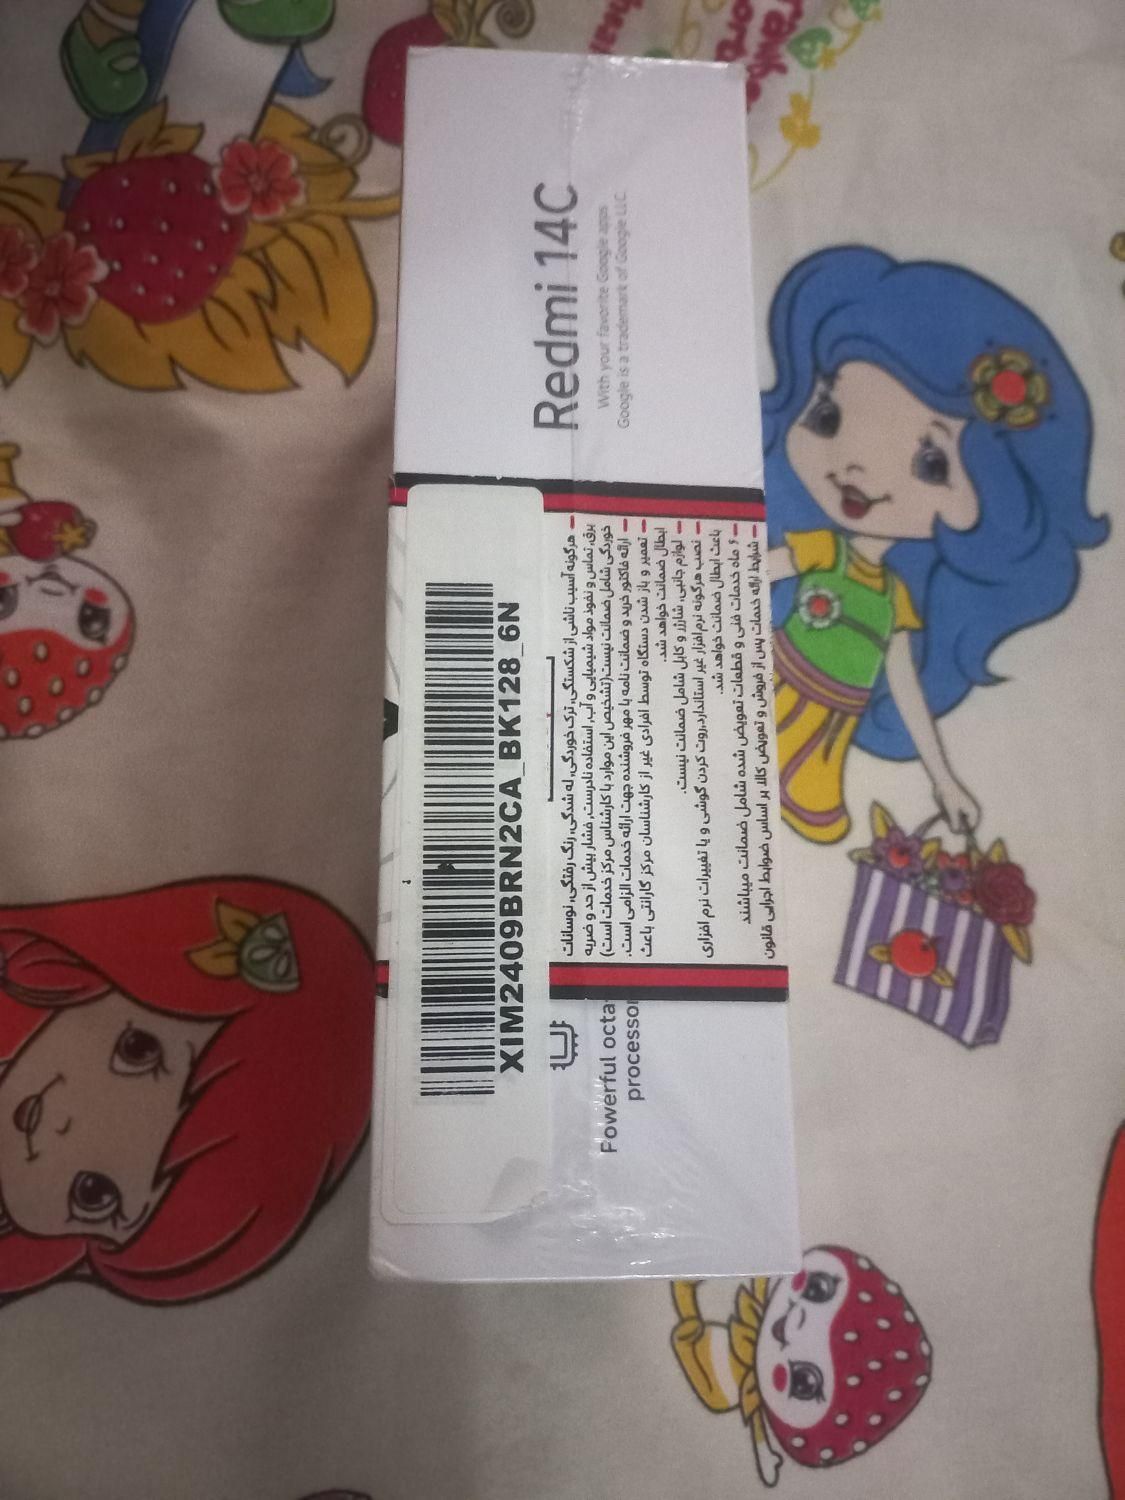 Redmi 14C
With your favorite Google apps
Google is a trademark of Google LLC.
XIM2409BRN2CA_BK128_6N
هرگونه آسیب ناشی از شکستگی، ترک خوردگی، له شدگی، رنگ رفتگی، نوسانات
برق، تماس و نفوذ مواد شیمیایی و آب، استفاده نادرست، فشار بیش از حد و ضربه
خوردگی شامل ضمانت نیست(تشخیص این موارد با کارشناس مرکز خدمات است)
ارائه فاکتور خرید و ضمانت نامه با مهر فروشنده جهت ارائه خدمات الزامی است.
تعمیر و باز شدن دستگاه توسط افرادی غیر از کارشناسان مرکز گارانتی باعث
ابطال ضمانت خواهد شد.
لوازم جانبی، شارژر و کابل شامل ضمانت نیست.
نصب هرگونه نرم افزار غیر استاندارد،روت کردن گوشی و یا تغییرات نرم افزاری
باعث ابطال ضمانت خواهد شد.
۶ ماه خدمات فنی و قطعات تعویض شده شامل ضمانت میباشند
شرایط ارائه خدمات پس از فروش و تعویض کالا بر اساس ضوابط اجرایی قانون
Powerful octa
processor